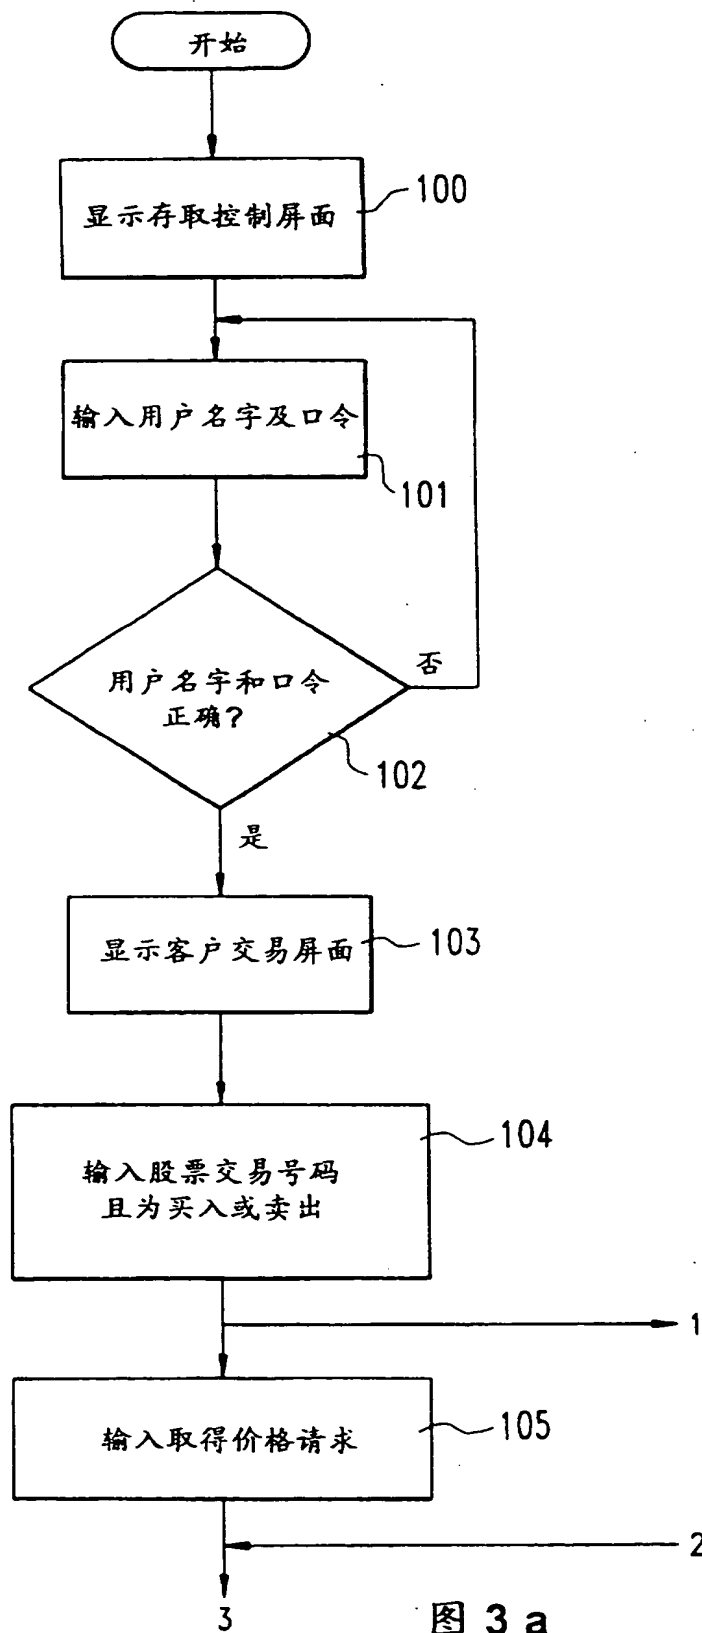 开始
显示存取控制屏面
100
输入用户名字及口令
101
用户名字和口令
正确?
否
102
是
显示客户交易屏面
103
输入股票交易号码
且为买入或卖出
104
1
输入取得价格请求
105
2
3
图 3a